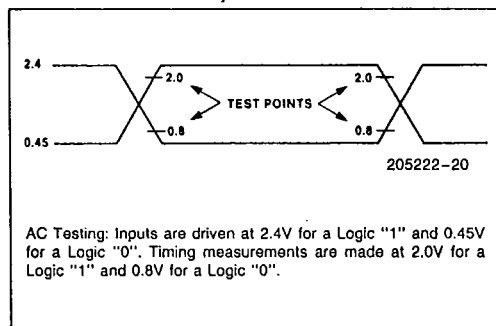 2.4
2.0 2.0
TEST POINTS
0.8 0.8
0.45
205222–20
AC Testing: Inputs are driven at 2.4V for a Logic "1" and 0.45V
for a Logic "0". Timing measurements are made at 2.0V for a
Logic "1" and 0.8V for a Logic "0".